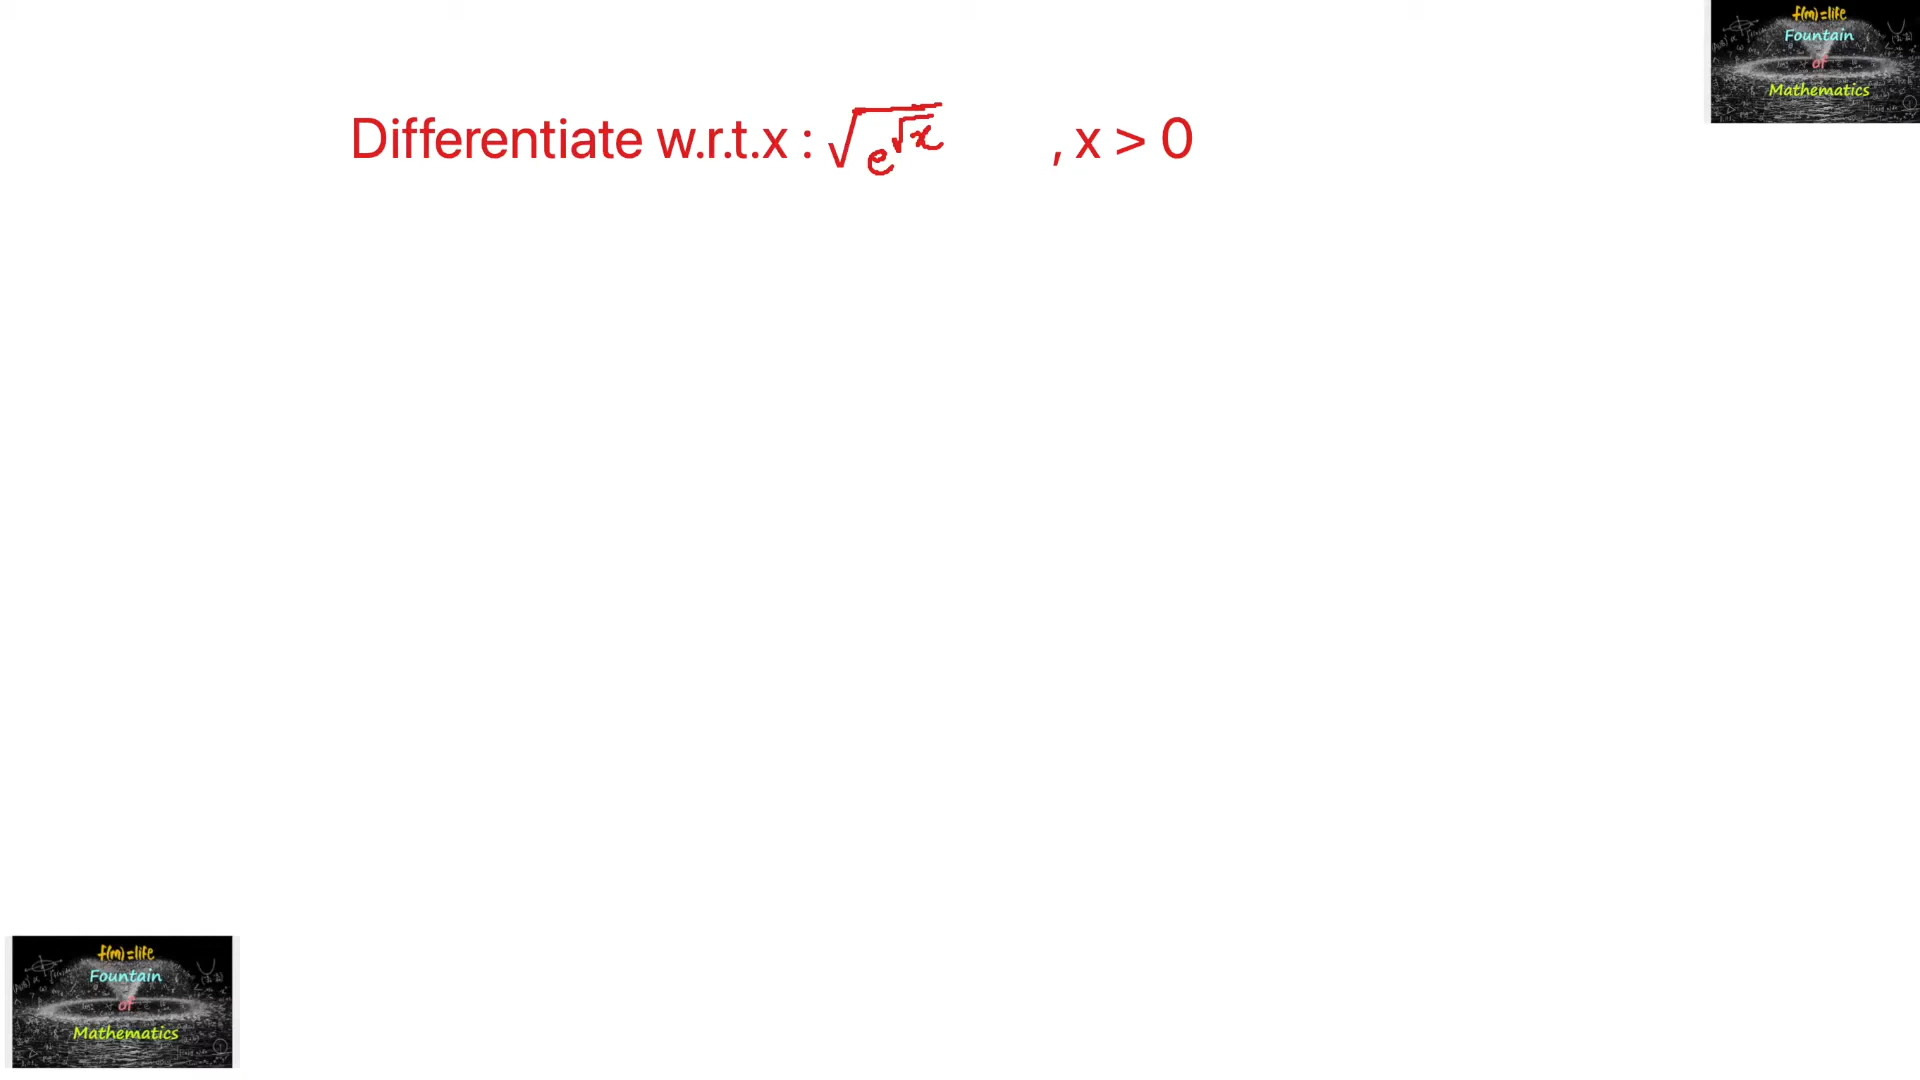 f(m)=life
Fountain
of
Mathematics
Differentiate w.r.t.x : √e^√x , x > 0
f(m)=life
Fountain
of
Mathematics